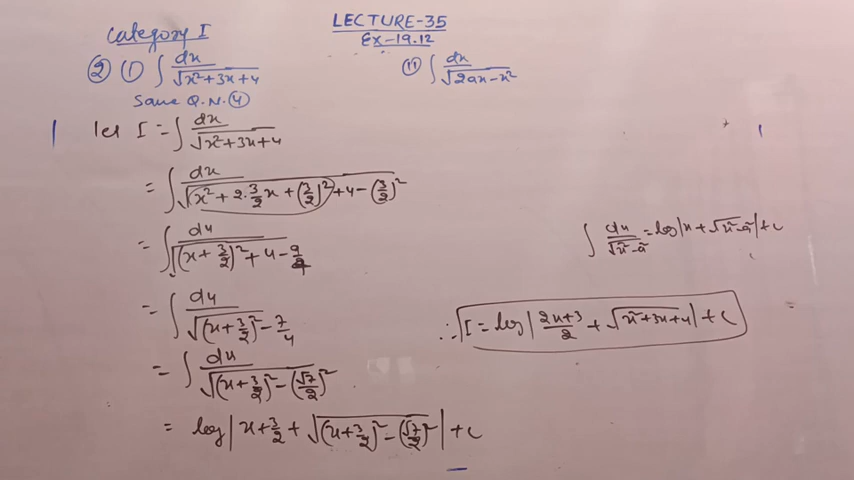 LECTURE-35
Ex-19.12
Category I
② (i) ∫ dx/√(x²+3x+4)
(ii) ∫ dx/√(2ax-x²)
Same Q.N. ④
1 let I = ∫ dx/√(x²+3x+4)
= ∫ dx/√(x²+2·3/2x+(3/2)²+4-(3/2)²)
= ∫ dx/√((x+3/2)²+4-9/4)
= ∫ dx/√((x+3/2)²-7/4)
= ∫ dx/√((x+3/2)²-(√7/2)²)
= log|x+3/2+√((x+3/2)²-(√7/2)²)|+c
∫ dx/√(x²-a²) = log|x+√(x²-a²)|+c
∴ I = log|(2x+3)/2+√(x²+3x+4)|+c